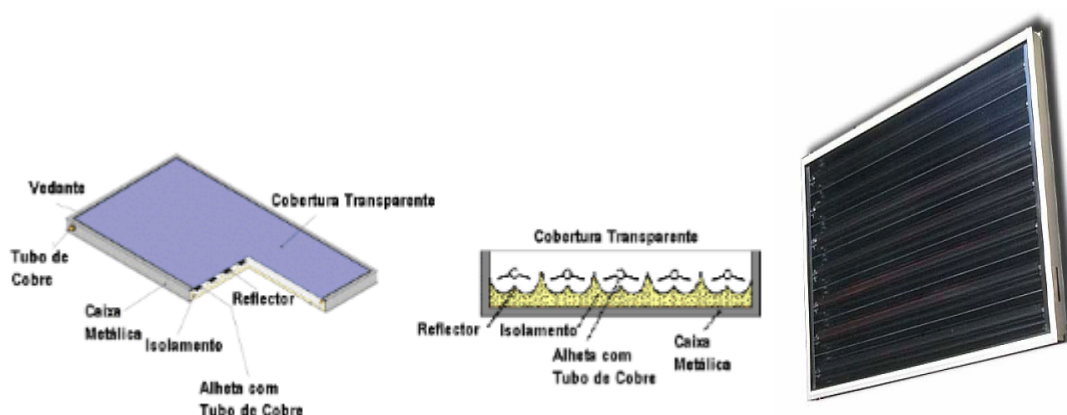 Vedante
Cobertura Transparente
Tubo de
Cobre
Reflector
Caixa
Metálica
Isolamento
Alheta com
Tubo de Cobre
Cobertura Transparente
Reflector
Isolamento
Caixa
Metálica
Alheta com
Tubo de Cobre